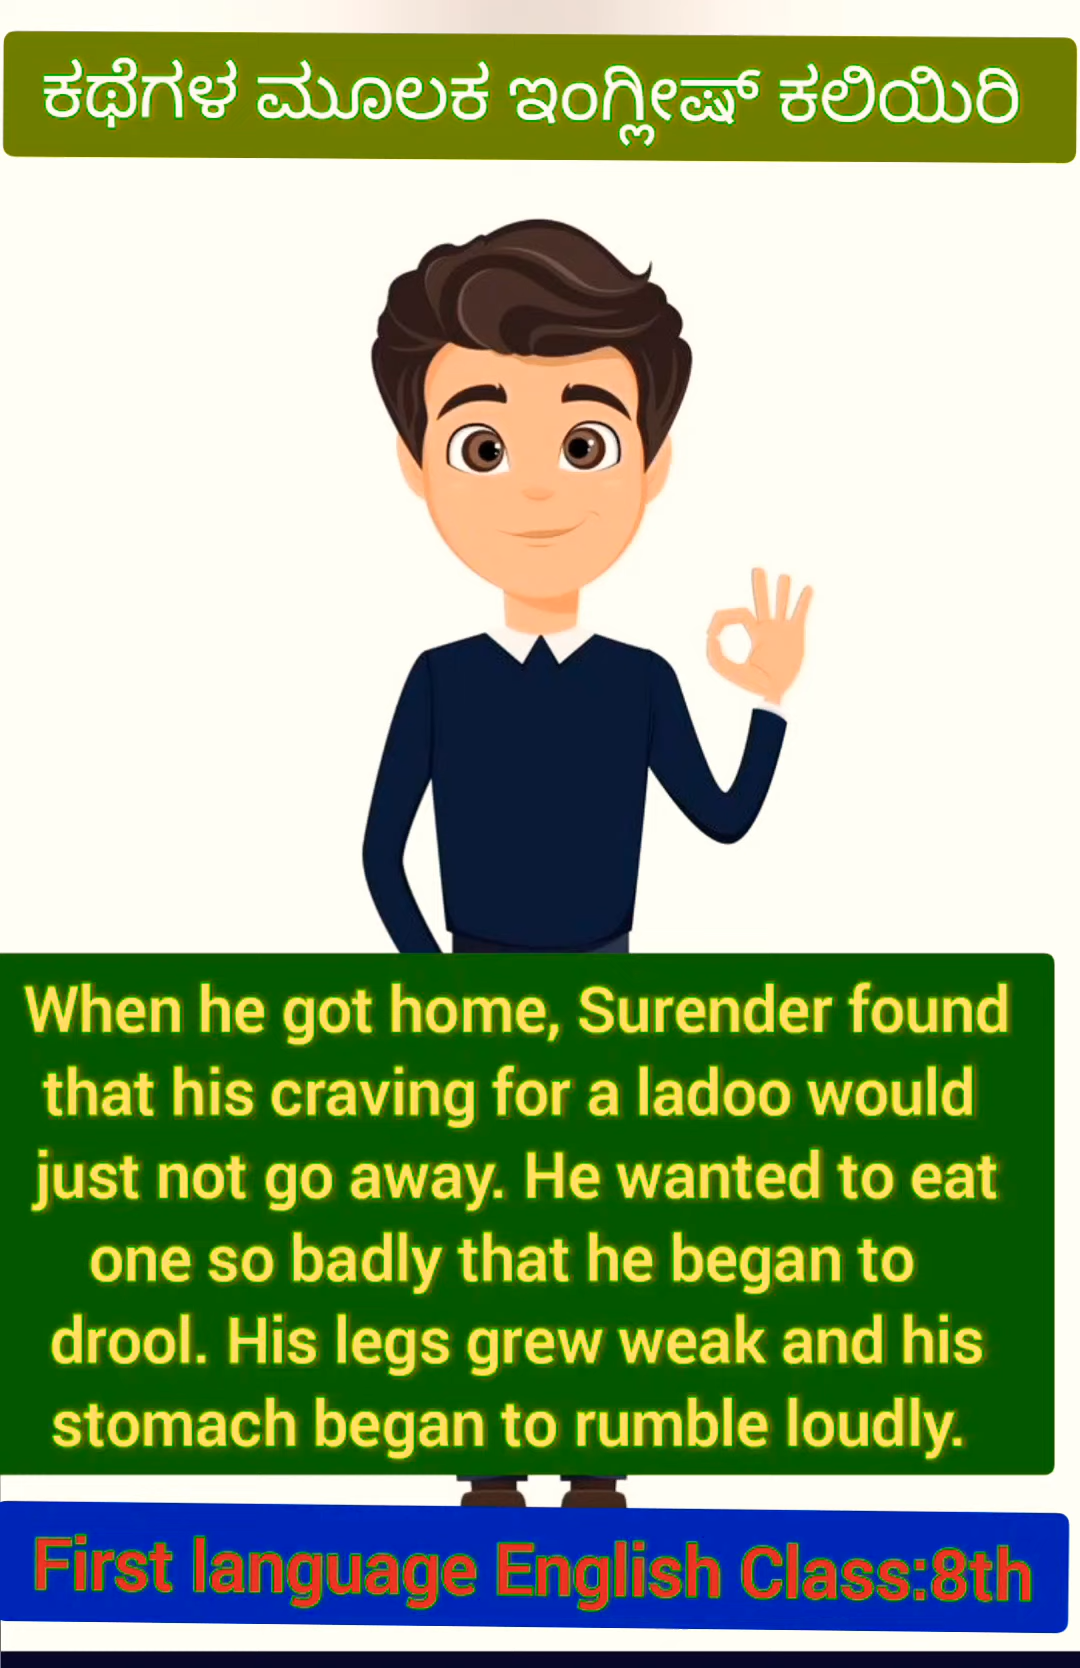 ಕಥೆಗಳ ಮೂಲಕ ಇಂಗ್ಲೀಷ್ ಕಲಿಯಿರಿ
When he got home, Surender found
that his craving for a ladoo would
just not go away. He wanted to eat
one so badly that he began to
drool. His legs grew weak and his
stomach began to rumble loudly.
First language English Class:8th